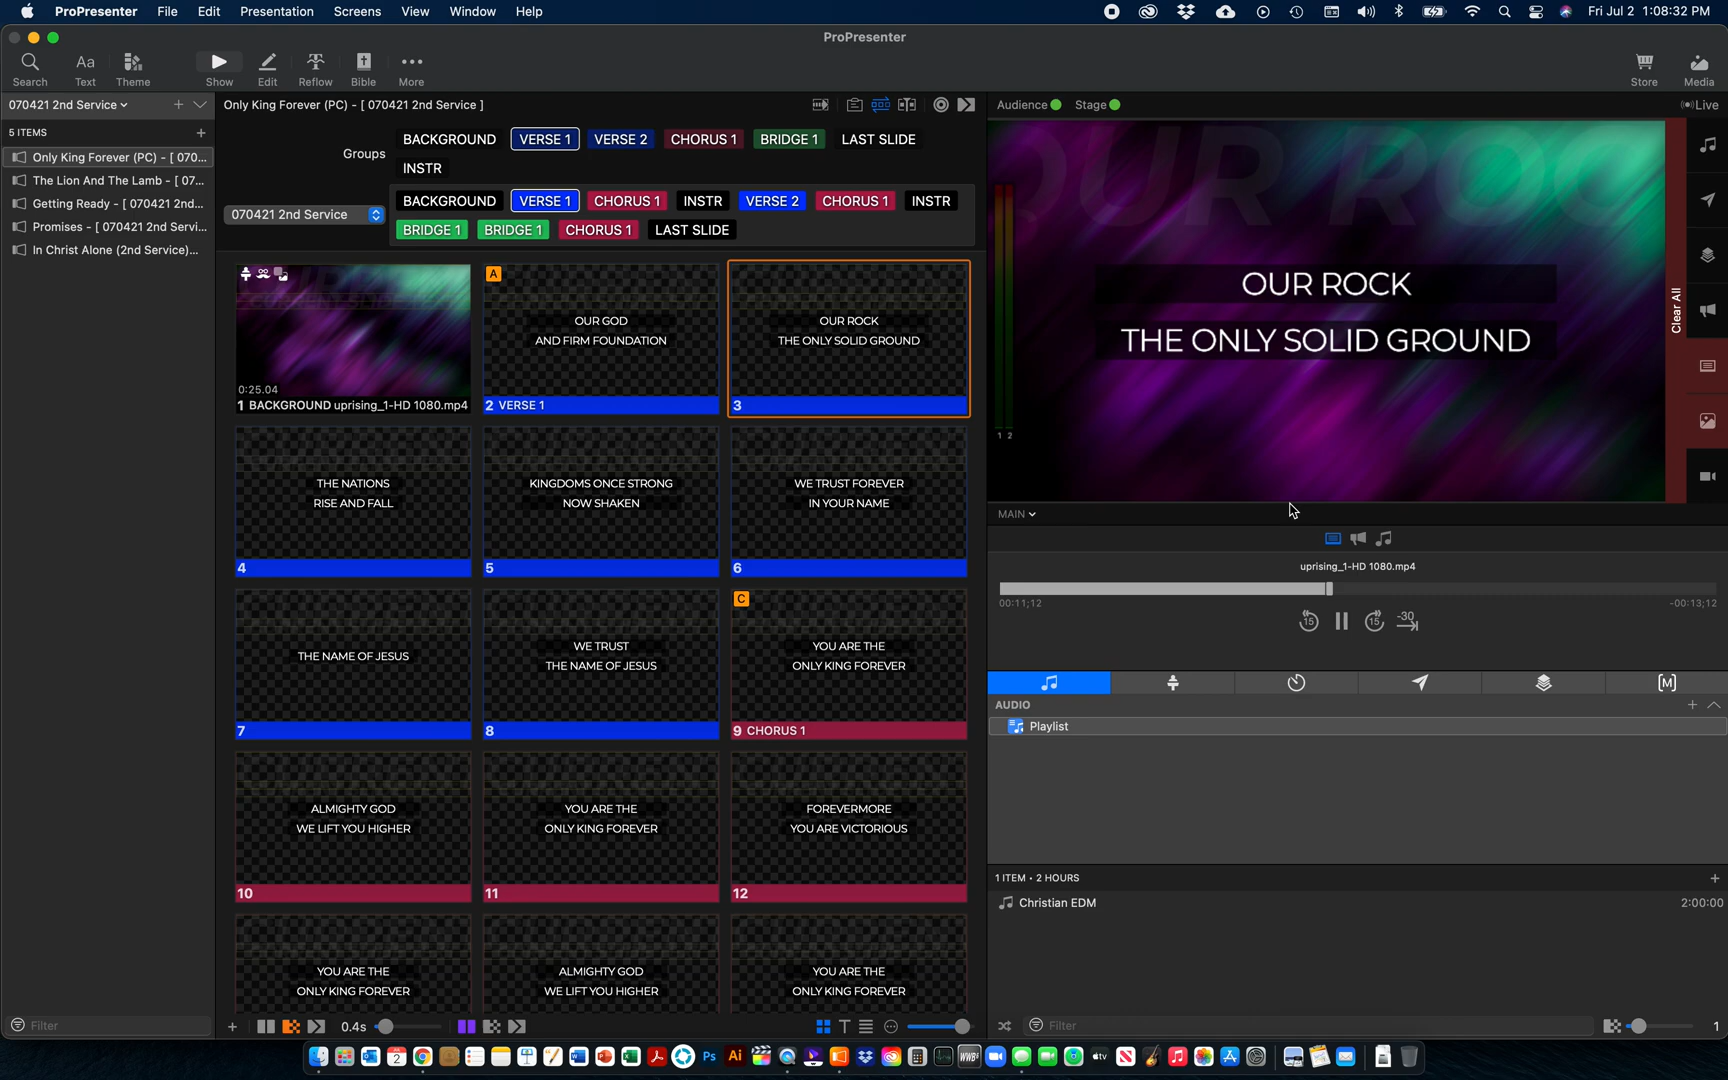 ProPresenter File Edit Presentation Screens View Window Help Fri Jul 2 1:08:32 PM
ProPresenter
Search Text Theme Show Edit Reflow Bible More Store Media
070421 2nd Service
5 ITEMS
Only King Forever (PC) - [ 070...
The Lion And The Lamb - [ 07...
Getting Ready - [ 070421 2nd...
Promises - [ 070421 2nd Servi...
In Christ Alone (2nd Service)...
Filter
Only King Forever (PC) - [ 070421 2nd Service ]
Groups
BACKGROUND VERSE 1 VERSE 2 CHORUS 1 BRIDGE 1 LAST SLIDE
INSTR
070421 2nd Service
BACKGROUND VERSE 1 CHORUS 1 INSTR VERSE 2 CHORUS 1 INSTR
BRIDGE 1 BRIDGE 1 CHORUS 1 LAST SLIDE
0:25.04
1 BACKGROUND uprising_1-HD 1080.mp4
A
OUR GOD
AND FIRM FOUNDATION
2 VERSE 1
OUR ROCK
THE ONLY SOLID GROUND
3
THE NATIONS
RISE AND FALL
4
KINGDOMS ONCE STRONG
NOW SHAKEN
5
WE TRUST FOREVER
IN YOUR NAME
6
THE NAME OF JESUS
7
WE TRUST
THE NAME OF JESUS
8
C
YOU ARE THE
ONLY KING FOREVER
9 CHORUS 1
ALMIGHTY GOD
WE LIFT YOU HIGHER
10
YOU ARE THE
ONLY KING FOREVER
11
FOREVERMORE
YOU ARE VICTORIOUS
12
YOU ARE THE
ONLY KING FOREVER
ALMIGHTY GOD
WE LIFT YOU HIGHER
YOU ARE THE
ONLY KING FOREVER
0.4s
Audience Stage Live
OUR ROC
OUR ROCK
THE ONLY SOLID GROUND
1 2
Clear All
MAIN
uprising_1-HD 1080.mp4
00:11;12 -00:13;12
15 15 -30
[M]
AUDIO
Playlist
1 ITEM • 2 HOURS
Christian EDM 2:00:00
Filter 1
2 Ps Ai WWB6 tv